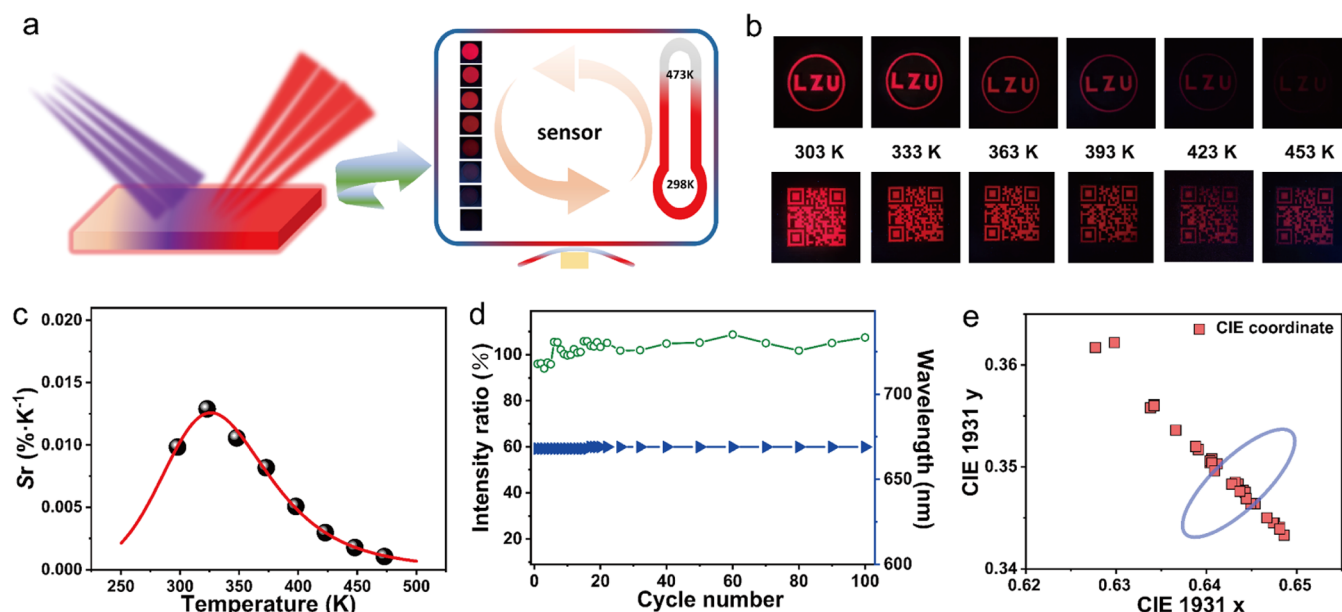 a
473K
sensor
298K
b
LZU LZU LZU LZU LZU
303 K 333 K 363 K 393 K 423 K 453 K
c
Sr (%·K⁻¹)
0.020
0.015
0.010
0.005
0.000
250 300 350 400 450 500
Temperature (K)
d
Intensity ratio (%)
100
80
60
40
20
0 20 40 60 80 100
Cycle number
Wavelength (nm)
700
650
600
e
CIE coordinate
CIE 1931 y
0.36
0.35
0.34
0.62 0.63 0.64 0.65
CIE 1931 x